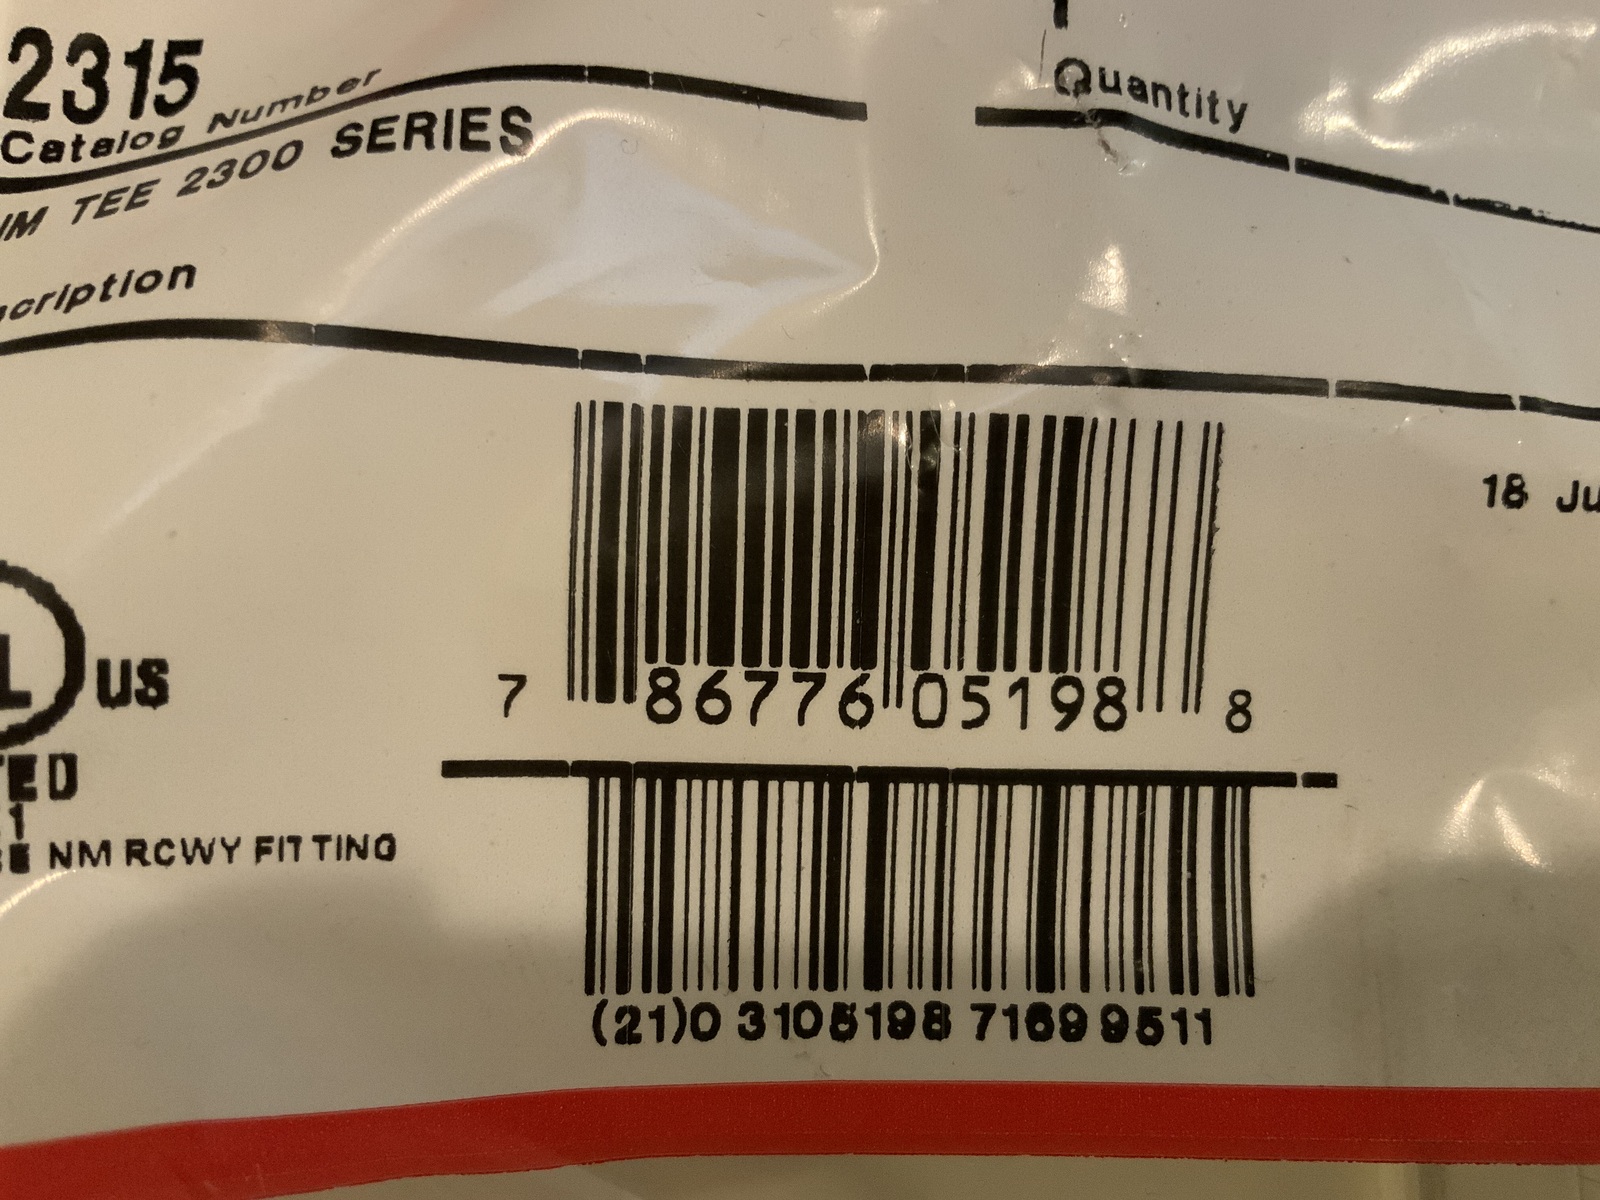 2315
Catalog Number
Quantity
TEE 2300 SERIES
18
US
NM RCWY FITTING
7 86776 05198 8
(21)0 3105198 7169 9511